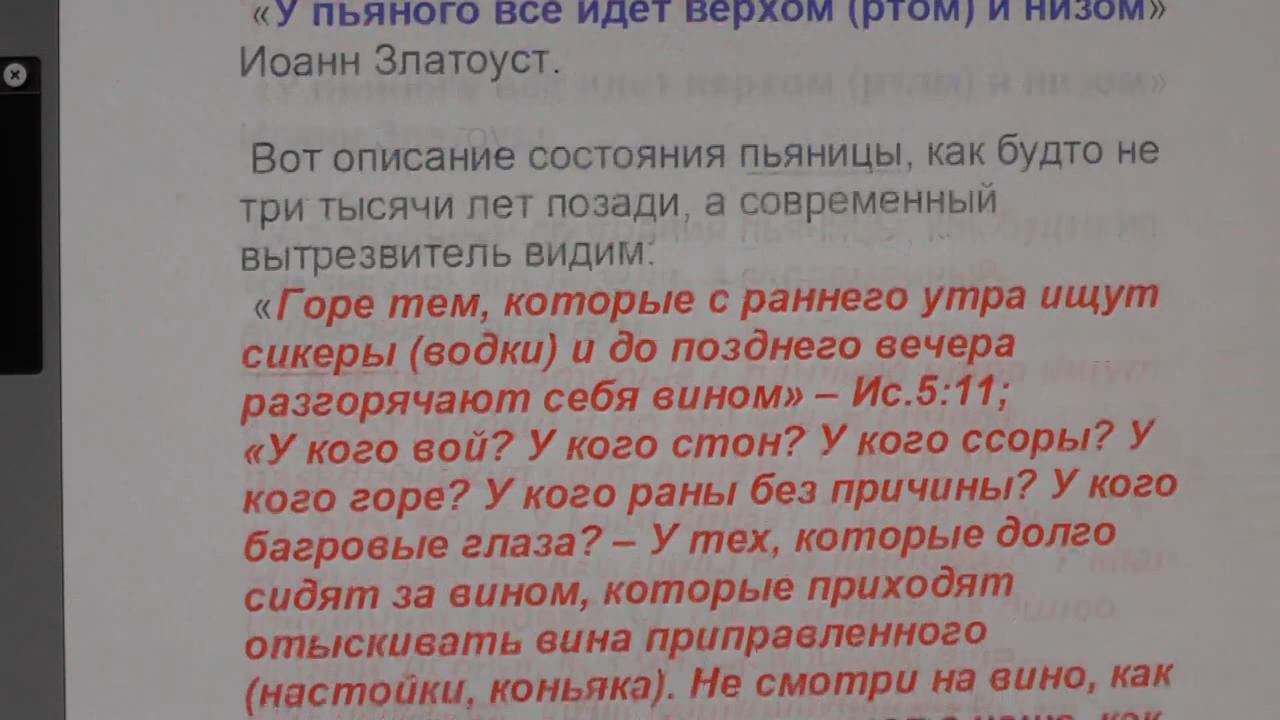 «У пьяного все идет верхом (ртом) и низом»
Иоанн Златоуст.
Вот описание состояния пьяницы, как будто не
три тысячи лет позади, а современный
вытрезвитель видим:
«Горе тем, которые с раннего утра ищут
сикеры (водки) и до позднего вечера
разгорячают себя вином» – Ис.5:11;
«У кого вой? У кого стон? У кого ссоры? У
кого горе? У кого раны без причины? У кого
багровые глаза? – У тех, которые долго
сидят за вином, которые приходят
отыскивать вина приправленного
(настойки, коньяка). Не смотри на вино, как